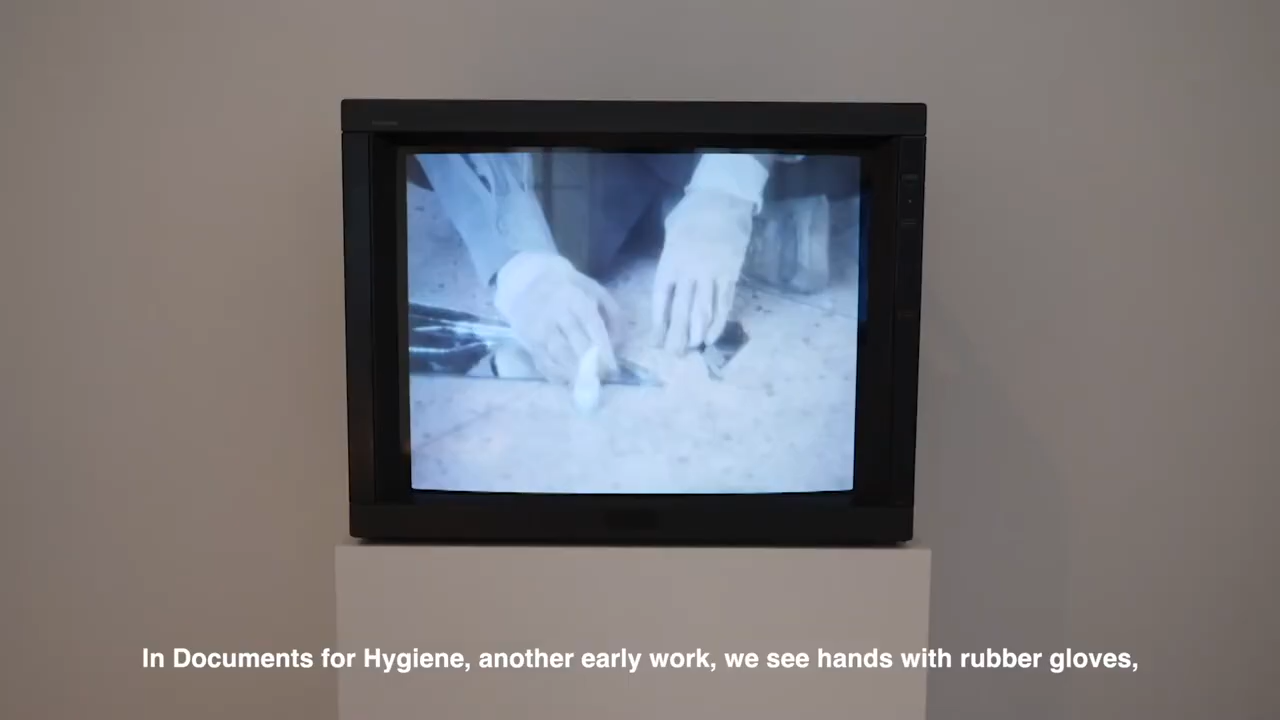 In Documents for Hygiene, another early work, we see hands with rubber gloves,